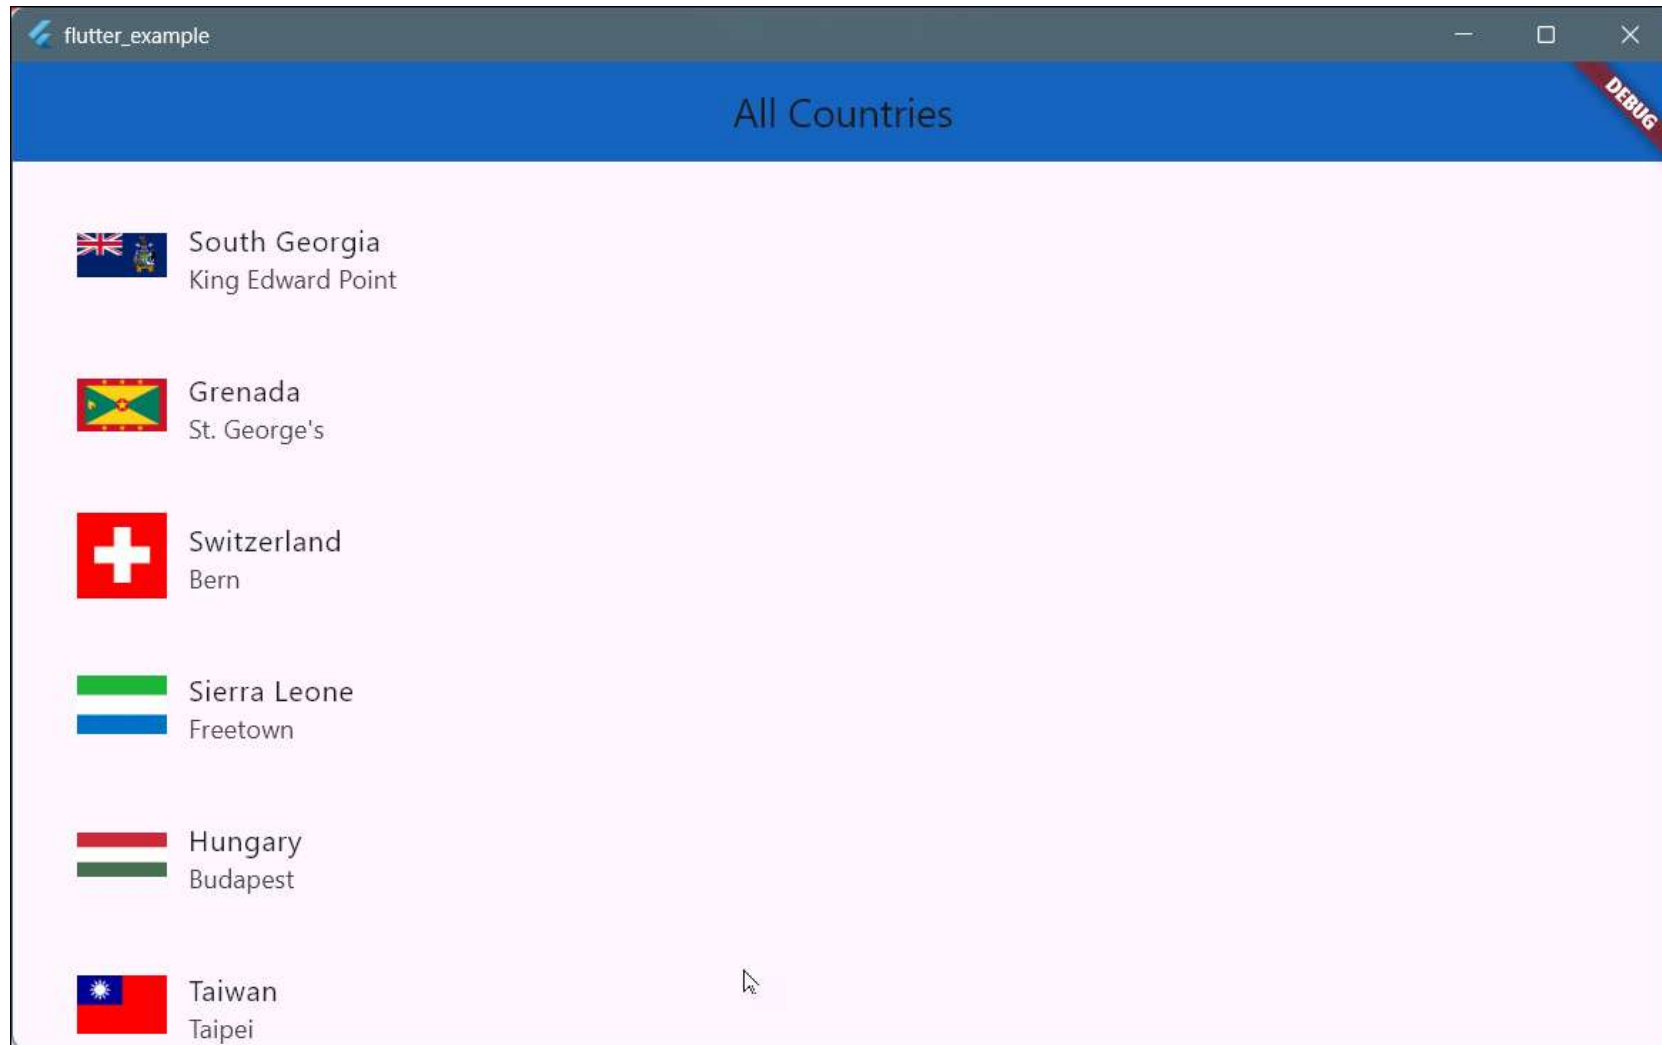 flutter_example
All Countries
DEBUG
South Georgia
King Edward Point
Grenada
St. George's
Switzerland
Bern
Sierra Leone
Freetown
Hungary
Budapest
Taiwan
Taipei